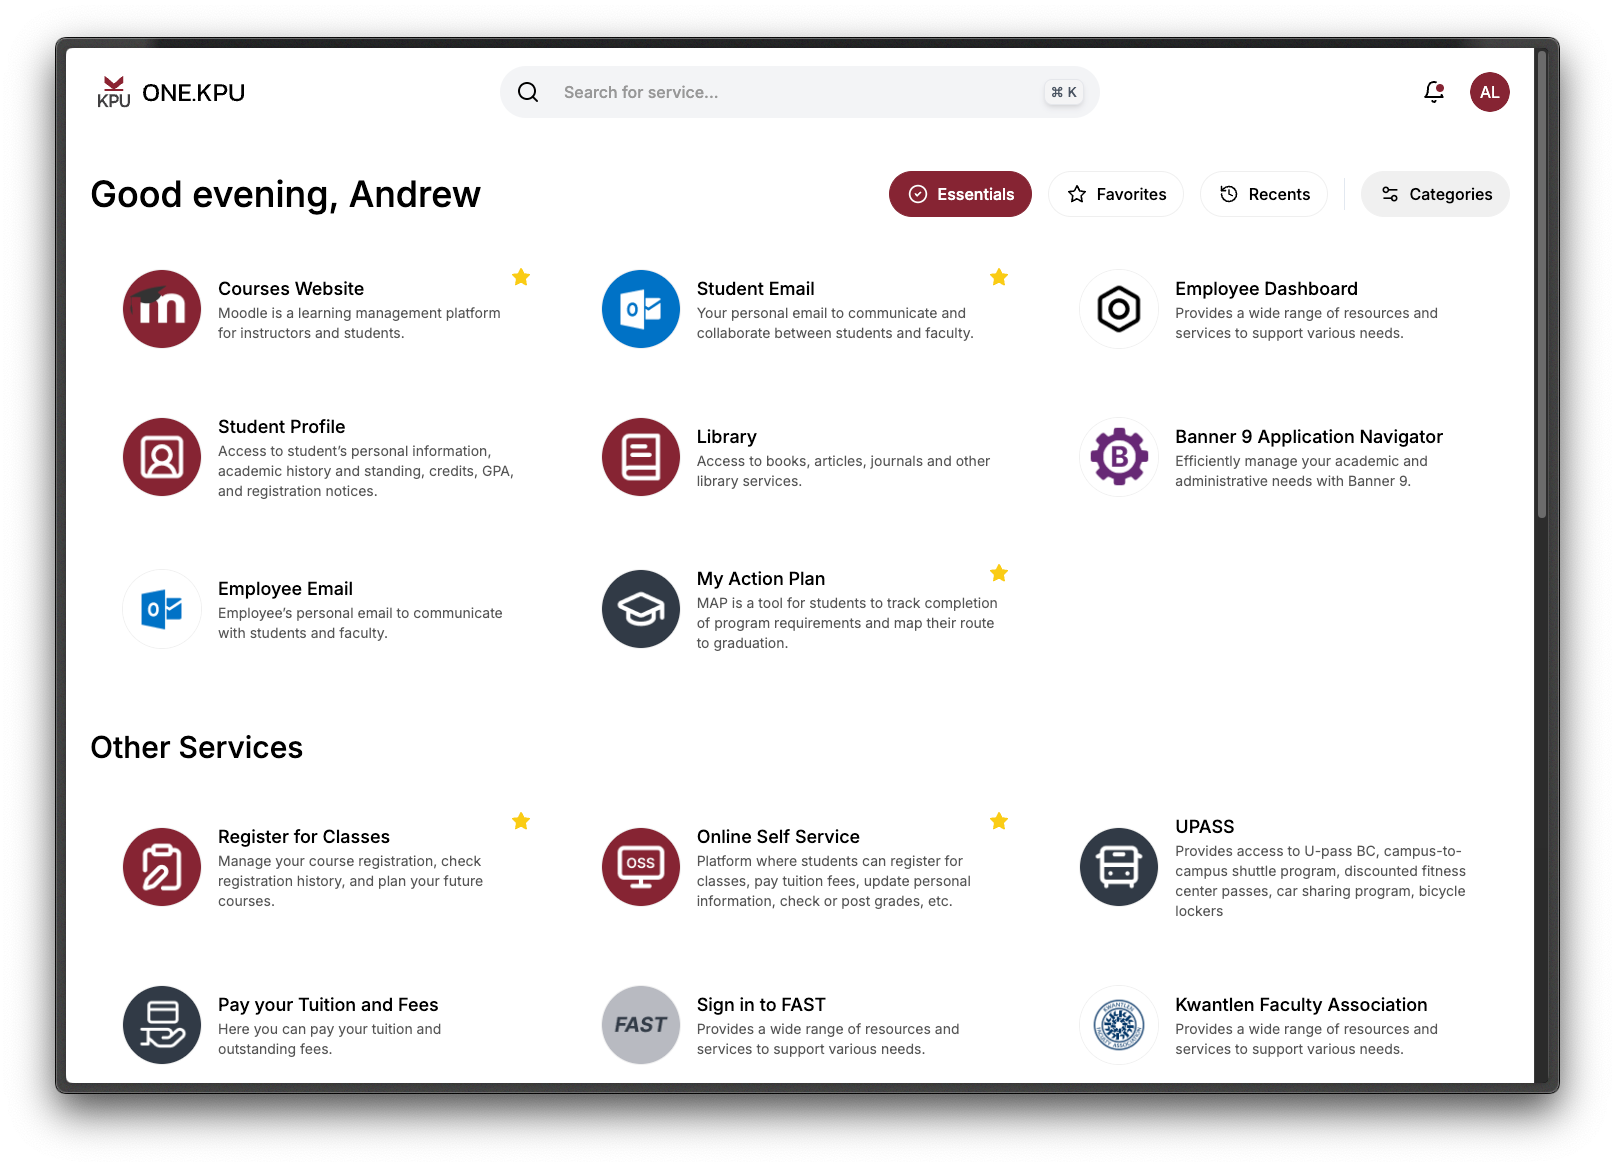 KPU ONE.KPU
Search for service...
⌘ K
AL
Good evening, Andrew
Essentials
Favorites
Recents
Categories
m
Courses Website
Moodle is a learning management platform
for instructors and students.
Student Email
Your personal email to communicate and
collaborate between students and faculty.
Employee Dashboard
Provides a wide range of resources and
services to support various needs.
Student Profile
Access to student’s personal information,
academic history and standing, credits, GPA,
and registration notices.
Library
Access to books, articles, journals and other
library services.
B
Banner 9 Application Navigator
Efficiently manage your academic and
administrative needs with Banner 9.
Employee Email
Employee’s personal email to communicate
with students and faculty.
My Action Plan
MAP is a tool for students to track completion
of program requirements and map their route
to graduation.
Other Services
Register for Classes
Manage your course registration, check
registration history, and plan your future
courses.
OSS
Online Self Service
Platform where students can register for
classes, pay tuition fees, update personal
information, check or post grades, etc.
UPASS
Provides access to U-pass BC, campus-to-
campus shuttle program, discounted fitness
center passes, car sharing program, bicycle
lockers
Pay your Tuition and Fees
Here you can pay your tuition and
outstanding fees.
FAST
Sign in to FAST
Provides a wide range of resources and
services to support various needs.
KWANTLEN FACULTY ASSOCIATION
Kwantlen Faculty Association
Provides a wide range of resources and
services to support various needs.